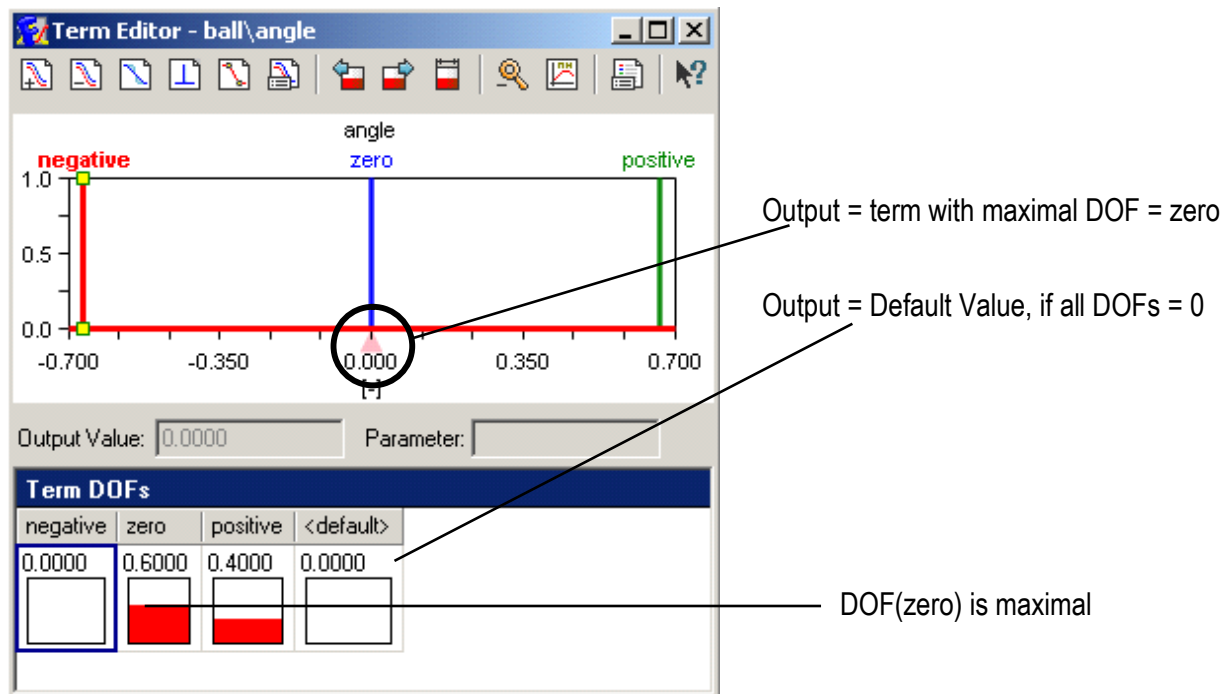 Term Editor - ball\angle
angle
negative zero positive
1.0
0.5
0.0
-0.700 -0.350 0.000 0.350 0.700
[-]
Output Value: 0.0000 Parameter:
Term DOFs
negative zero positive <default>
0.0000 0.6000 0.4000 0.0000
Output = term with maximal DOF = zero
Output = Default Value, if all DOFs = 0
DOF(zero) is maximal